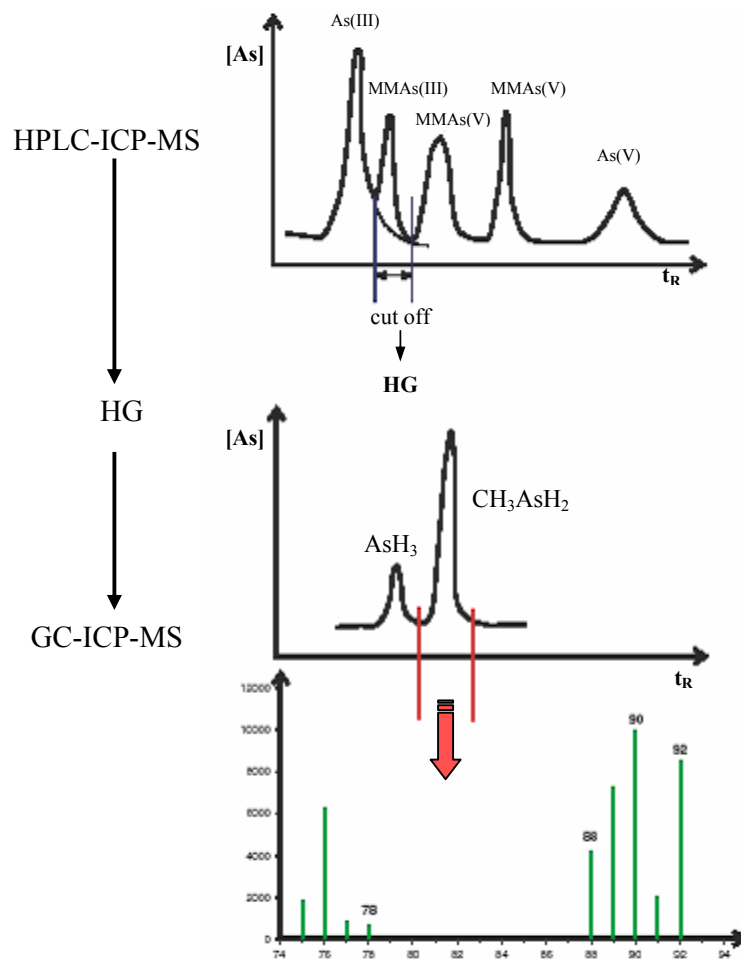 As(III)
[As]
MMAs(III)
MMAs(V)
MMAs(V)
As(V)
HPLC-ICP-MS
tR
cut off
HG
HG
[As]
CH3AsH2
AsH3
GC-ICP-MS
tR
12000
10000
8000
6000
4000
2000
0
90
92
88
78
74 76 78 80 82 84 86 88 90 92 94